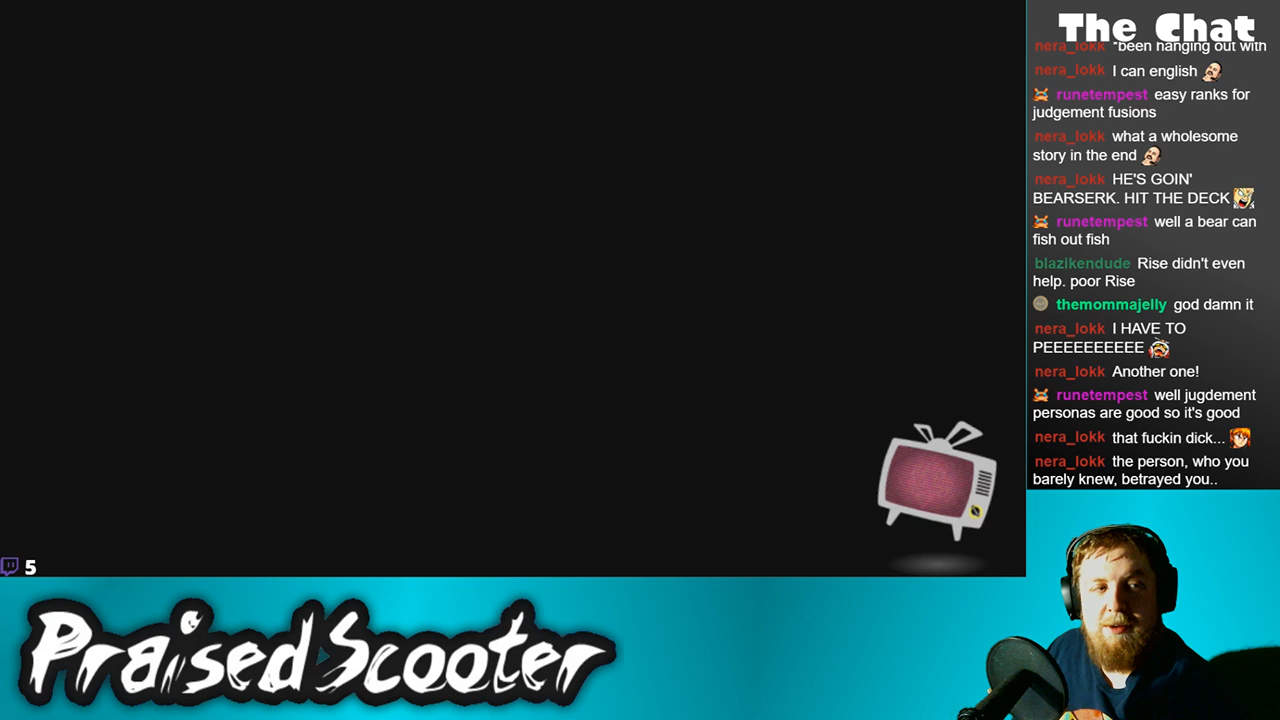 The Chat
nera_lokk *been hanging out with
nera_lokk I can english
runetempest easy ranks for
judgement fusions
nera_lokk what a wholesome
story in the end
nera_lokk HE'S GOIN'
BEARSERK. HIT THE DECK
runetempest well a bear can
fish out fish
blazikendude Rise didn't even
help. poor Rise
themommajelly god damn it
nera_lokk I HAVE TO
PEEEEEEEEEE
nera_lokk Another one!
runetempest well jugdement
personas are good so it's good
nera_lokk that fuckin dick...
nera_lokk the person, who you
barely knew, betrayed you..
5
PraisedScooter